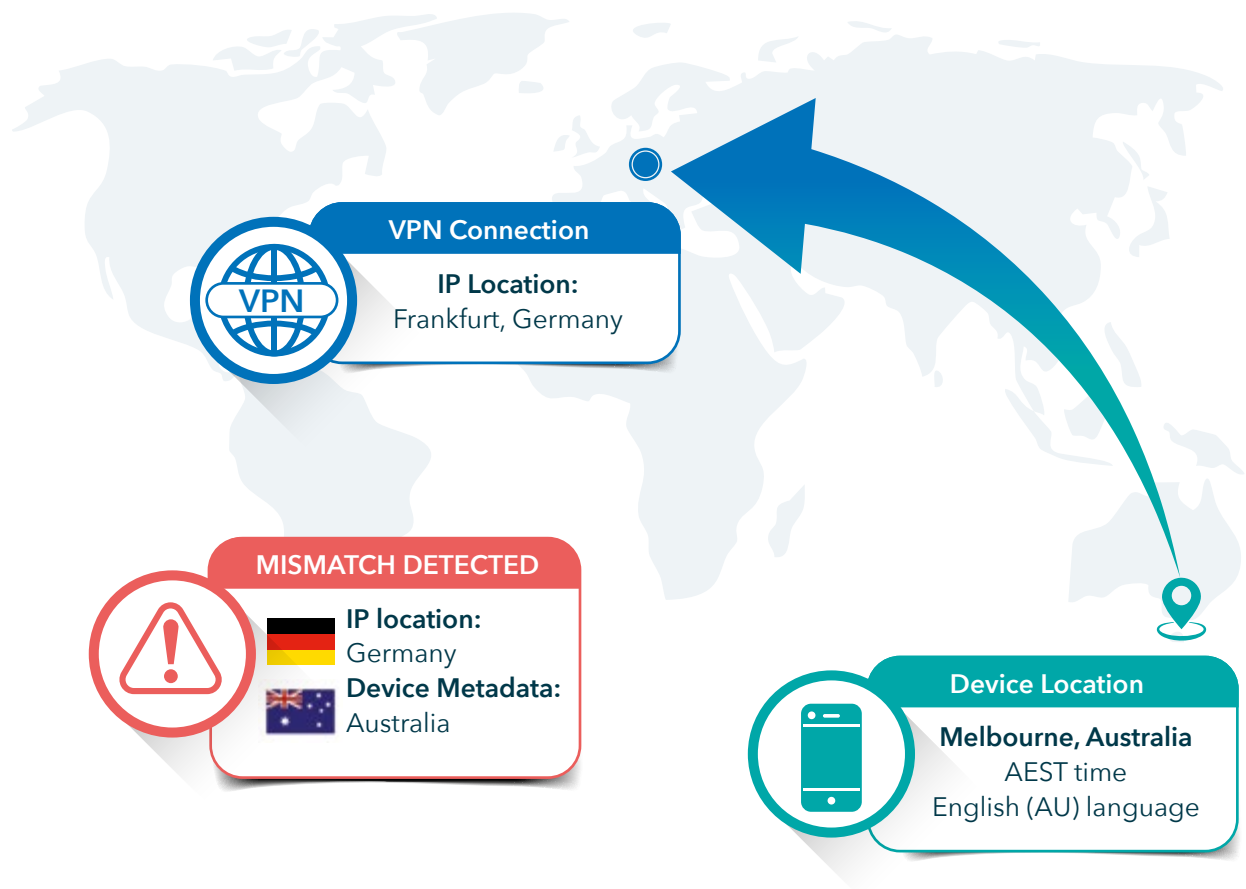 VPN Connection
VPN
IP Location:
Frankfurt, Germany
MISMATCH DETECTED
IP location:
Germany
Device Metadata:
Australia
Device Location
Melbourne, Australia
AEST time
English (AU) language